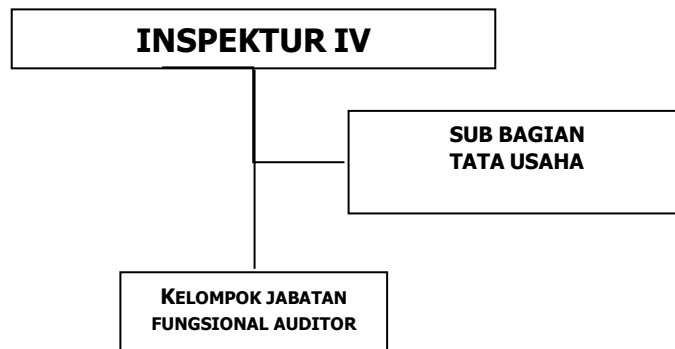 INSPEKTUR IV
SUB BAGIAN
TATA USAHA
KELOMPOK JABATAN
FUNGSIONAL AUDITOR